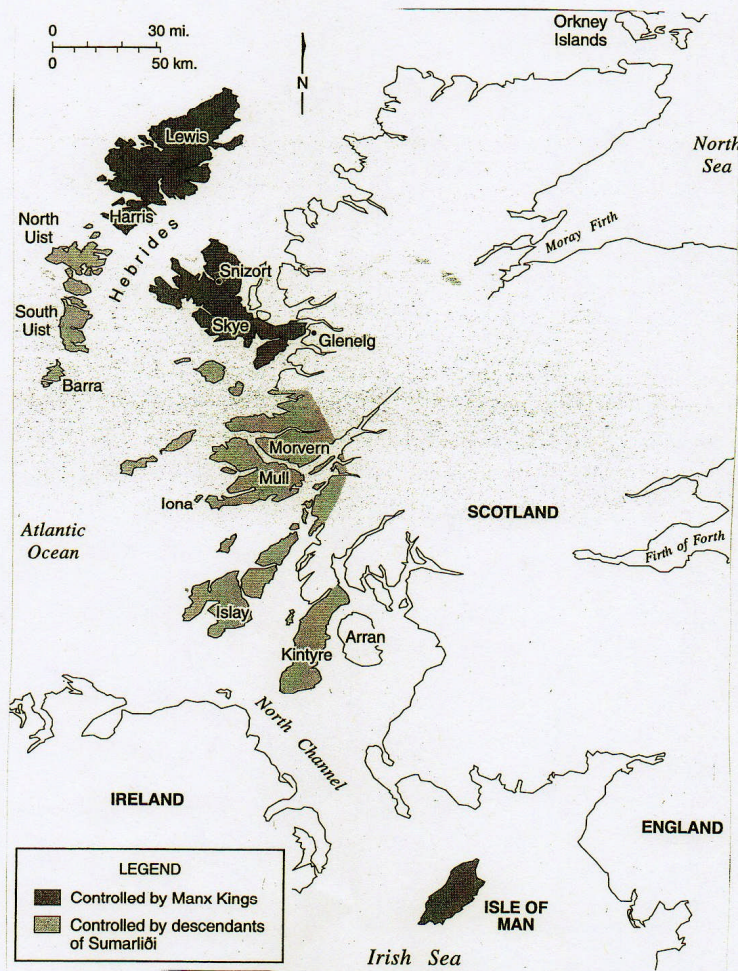 Orkney
Islands
0 30 mi.
0 50 km.
N
North
Sea
Lewis
Harris
Moray Firth
North
Uist
Hebrides
Snizort
South
Uist
Skye
Glenelg
Barra
Morvern
Mull
Iona
SCOTLAND
Atlantic
Ocean
Firth of Forth
Islay
Arran
Kintyre
North Channel
IRELAND
ENGLAND
LEGEND
Controlled by Manx Kings
Controlled by descendants
of Sumarliði
ISLE OF
MAN
Irish Sea